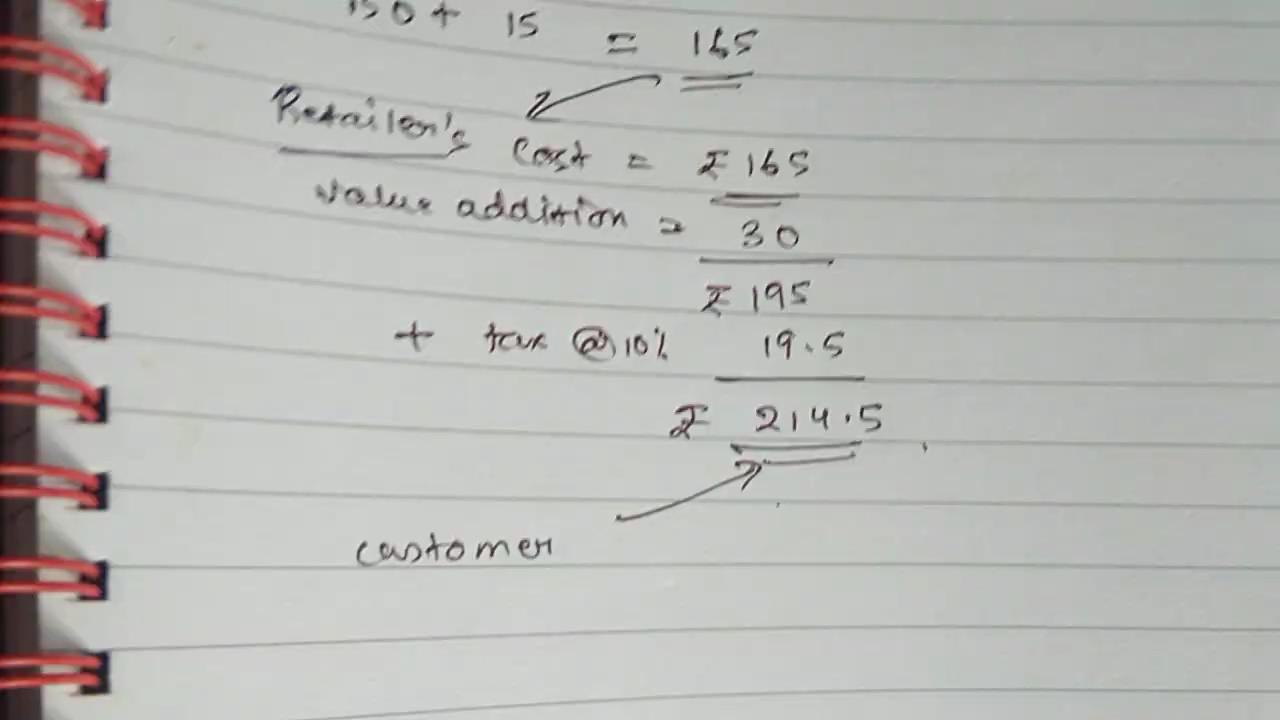 150 + 15 = 165
Retailer's Cost = ₹ 165
value addition = 30
₹ 195
+ tax @ 10% 19.5
₹ 214.5
customer